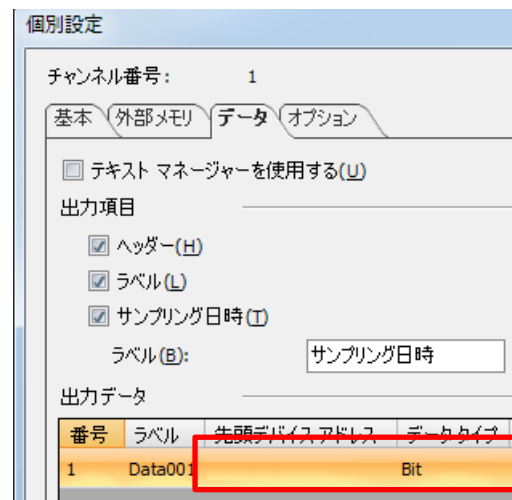 個別設定
チャンネル番号: 1
基本 外部メモリ データ オプション
テキスト マネージャーを使用する(U)
出力項目
ヘッダー(H)
ラベル(L)
サンプリング日時(T)
ラベル(B): サンプリング日時
出力データ
番号 ラベル 先頭デバイス アドレス データ タイプ
1 Data001 Bit